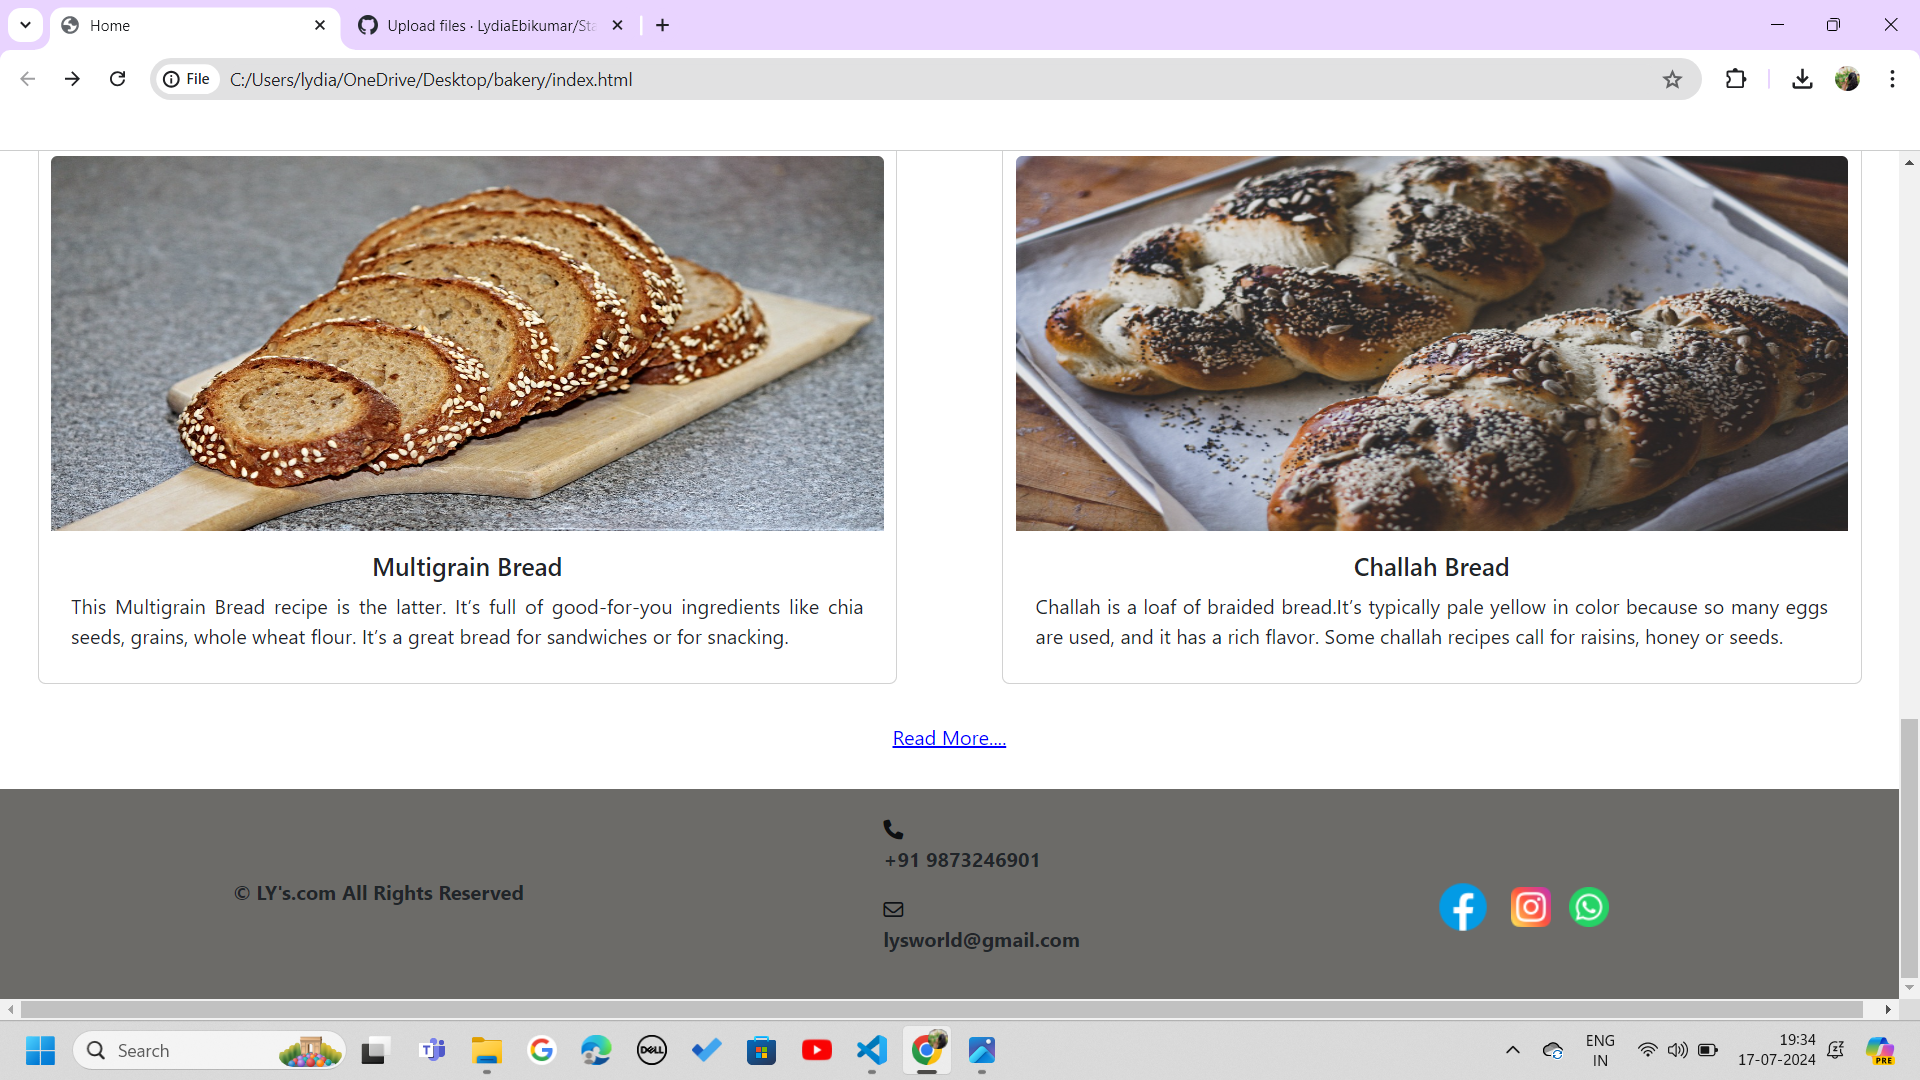 Home
Upload files · LydiaEbikumar/Sta
File
C:/Users/lydia/OneDrive/Desktop/bakery/index.html
Multigrain Bread
This Multigrain Bread recipe is the latter. It’s full of good-for-you ingredients like chia
seeds, grains, whole wheat flour. It’s a great bread for sandwiches or for snacking.
Challah Bread
Challah is a loaf of braided bread.It’s typically pale yellow in color because so many eggs
are used, and it has a rich flavor. Some challah recipes call for raisins, honey or seeds.
Read More....
© LY's.com All Rights Reserved
+91 9873246901
lysworld@gmail.com
Search
DELL
ENG
IN
19:34
17-07-2024
PRE